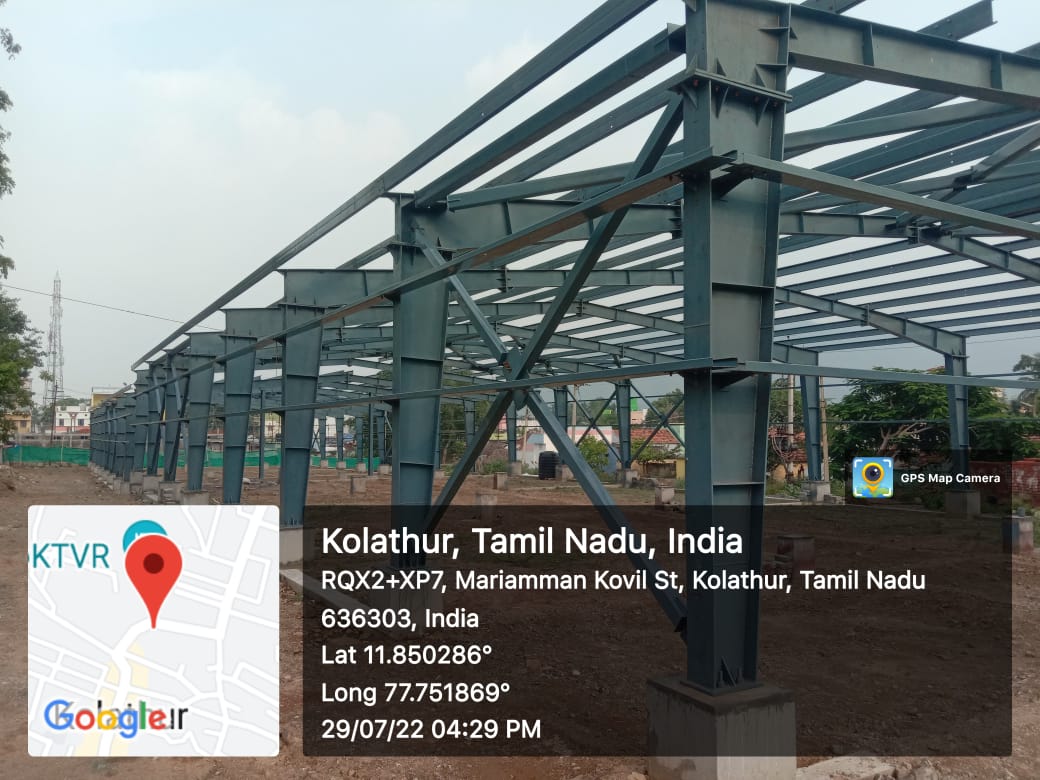 GPS Map Camera
KTVR
Google
Kolathur, Tamil Nadu, India
RQX2+XP7, Mariamman Kovil St, Kolathur, Tamil Nadu
636303, India
Lat 11.850286°
Long 77.751869°
29/07/22 04:29 PM